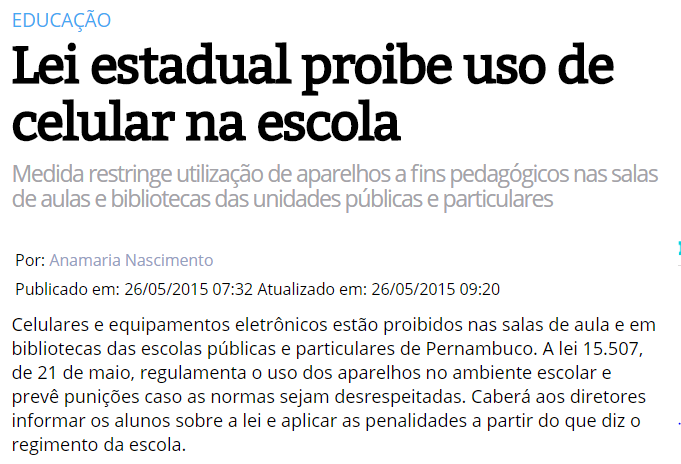 EDUCAÇÃO
Lei estadual proibe uso de
celular na escola
Medida restringe utilização de aparelhos a fins pedagógicos nas salas
de aulas e bibliotecas das unidades públicas e particulares
Por: Anamaria Nascimento
Publicado em: 26/05/2015 07:32 Atualizado em: 26/05/2015 09:20
Celulares e equipamentos eletrônicos estão proibidos nas salas de aula e em
bibliotecas das escolas públicas e particulares de Pernambuco. A lei 15.507,
de 21 de maio, regulamenta o uso dos aparelhos no ambiente escolar e
prevê punições caso as normas sejam desrespeitadas. Caberá aos diretores
informar os alunos sobre a lei e aplicar as penalidades a partir do que diz o
regimento da escola.